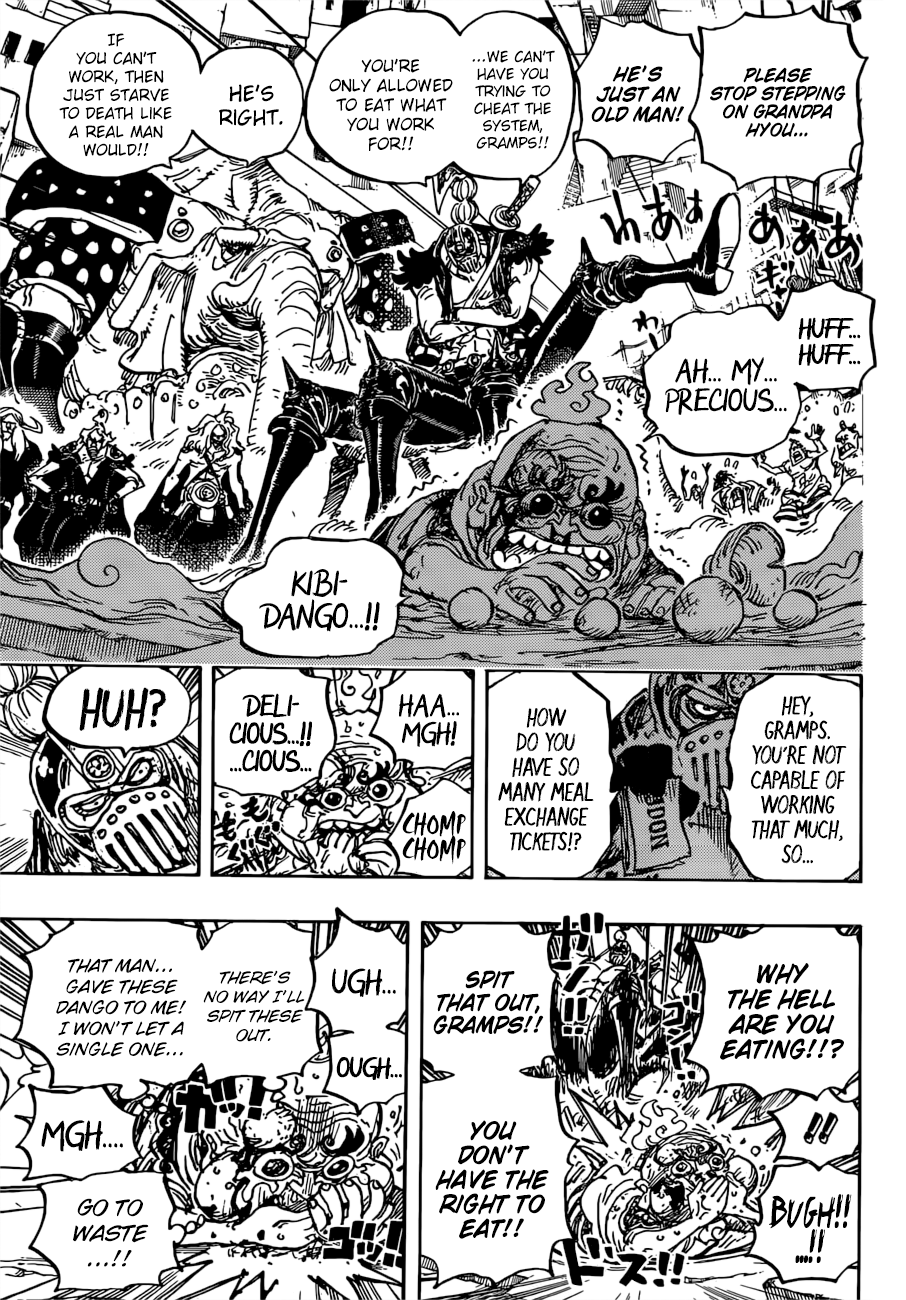 PLEASE
STOP STEPPING
ON GRANDPA
HYOU...
HE'S
JUST AN
OLD MAN!
...WE CAN'T
HAVE YOU
TRYING TO
CHEAT THE
SYSTEM,
GRAMPS!!
YOU'RE
ONLY ALLOWED
TO EAT WHAT
YOU WORK
FOR!!
HE'S
RIGHT.
IF
YOU CAN'T
WORK, THEN
JUST STARVE
TO DEATH LIKE
A REAL MAN
WOULD!!
HUFF...
HUFF...
AH... MY...
PRECIOUS...
KIBI-
DANGO...!!
HEY,
GRAMPS.
YOU'RE NOT
CAPABLE OF
WORKING
THAT MUCH,
SO...
HOW
DO YOU
HAVE SO
MANY MEAL
EXCHANGE
TICKETS!?
HAA...
MGH!
CHOMP
CHOMP
DELI-
CIOUS...!!
...CIOUS...
HUH?
WHY
THE HELL
ARE YOU
EATING!!?
SPIT
THAT OUT,
GRAMPS!!
!!
BUGH!!
...!!
YOU
DON'T
HAVE THE
RIGHT TO
EAT!!
ドス!!
UGH...
OUGH...
THERE'S
NO WAY I'LL
SPIT THESE
OUT.
THAT MAN...
GAVE THESE
DANGO TO ME!
I WON'T LET A
SINGLE ONE...
ガッ!
MGH....
GO TO
WASTE
...!!
ゴッ!!